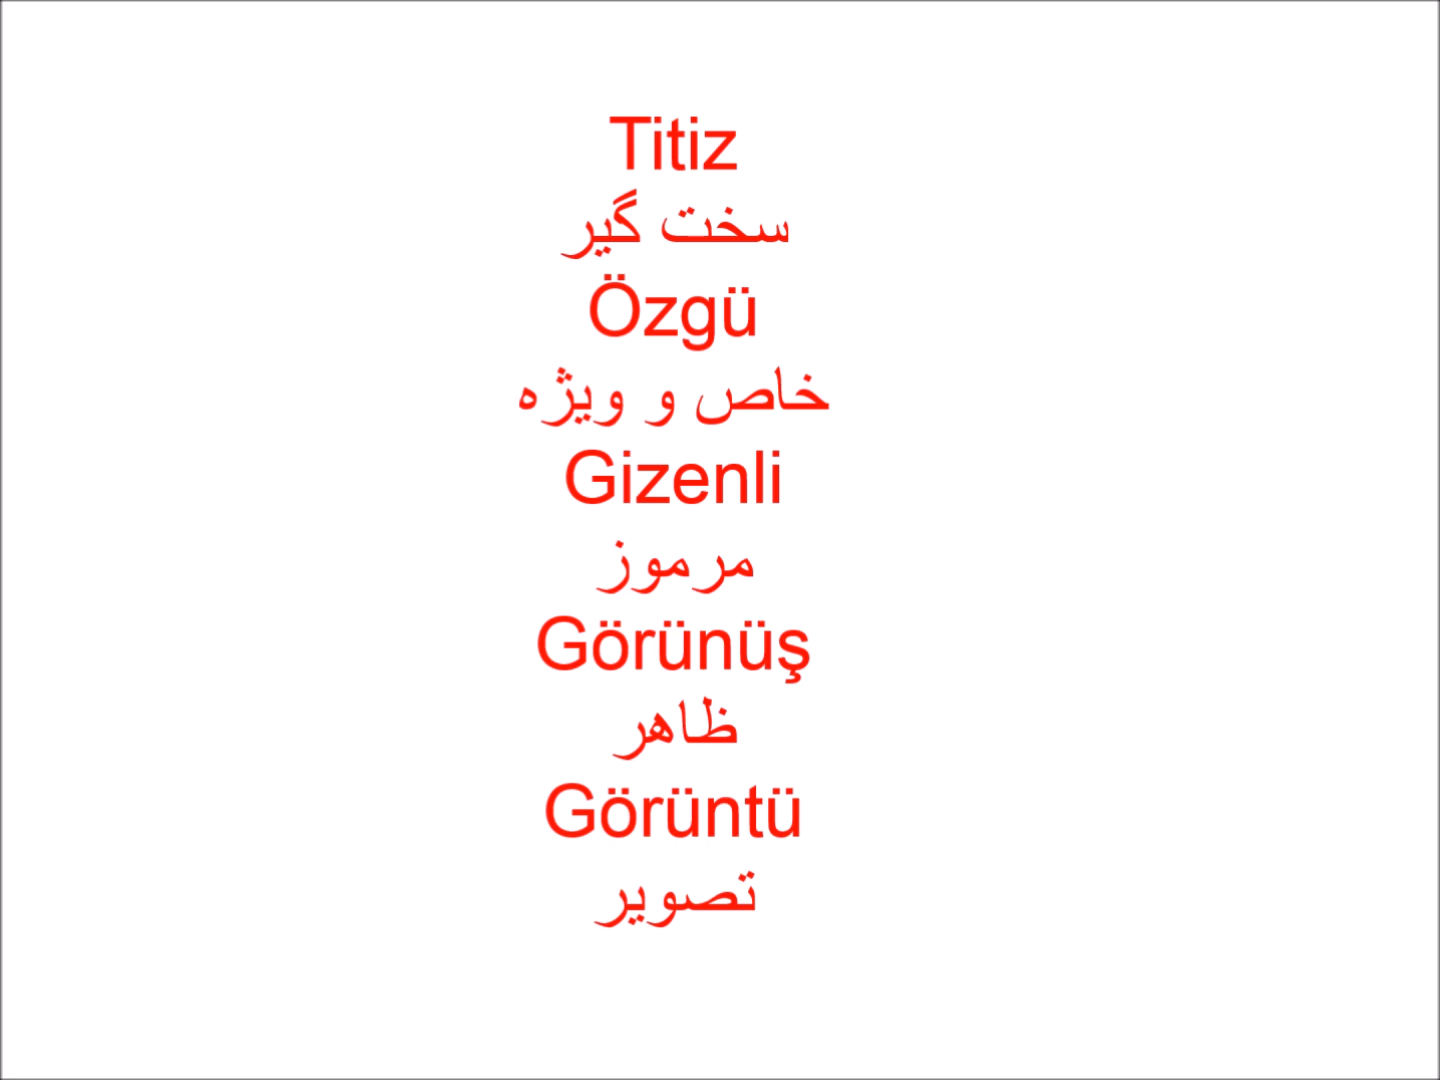 Titiz
سخت گیر
Özgü
خاص و ویژه
Gizenli
مرموز
Görünüş
ظاهر
Görüntü
تصویر